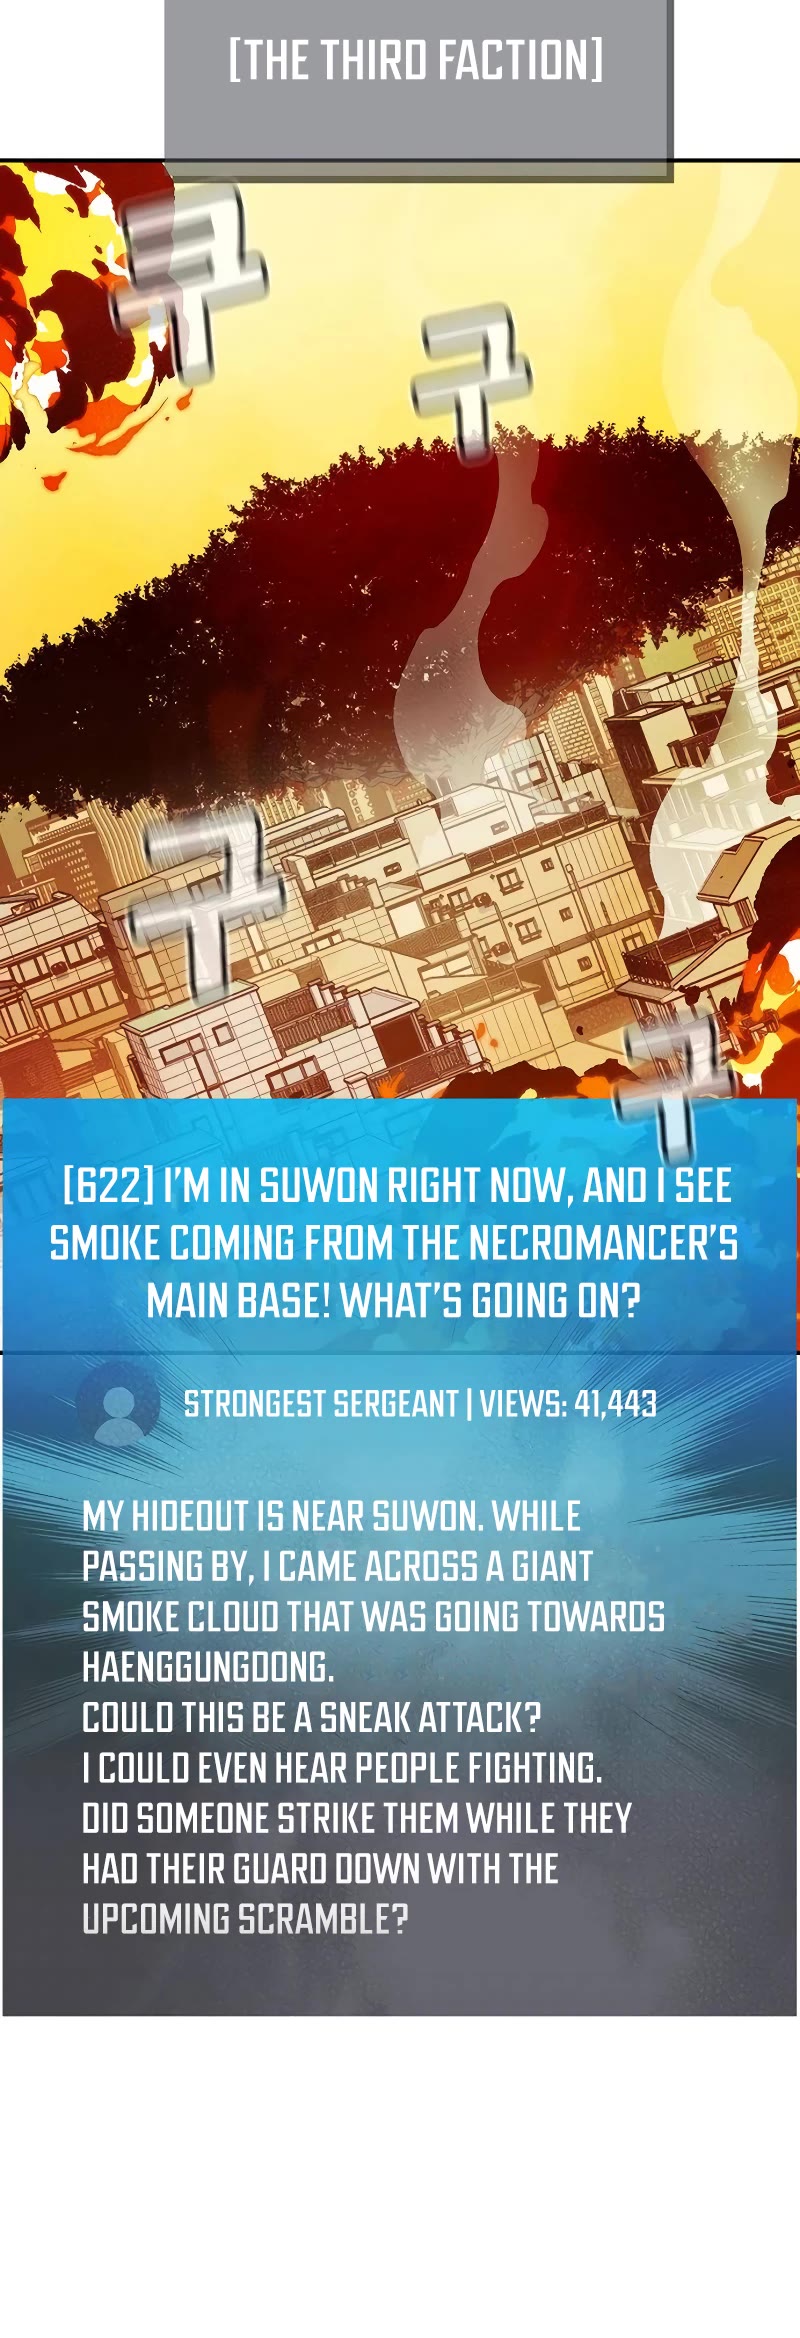 [THE THIRD FACTION]
쿠
구
구
구
[622] I'M IN SUWON RIGHT NOW, AND I SEE
SMOKE COMING FROM THE NECROMANCER'S
MAIN BASE! WHAT'S GOING ON?
STRONGEST SERGEANT | VIEWS: 41,443
MY HIDEOUT IS NEAR SUWON. WHILE
PASSING BY, I CAME ACROSS A GIANT
SMOKE CLOUD THAT WAS GOING TOWARDS
HAENGGUNGDONG.
COULD THIS BE A SNEAK ATTACK?
I COULD EVEN HEAR PEOPLE FIGHTING.
DID SOMEONE STRIKE THEM WHILE THEY
HAD THEIR GUARD DOWN WITH THE
UPCOMING SCRAMBLE?